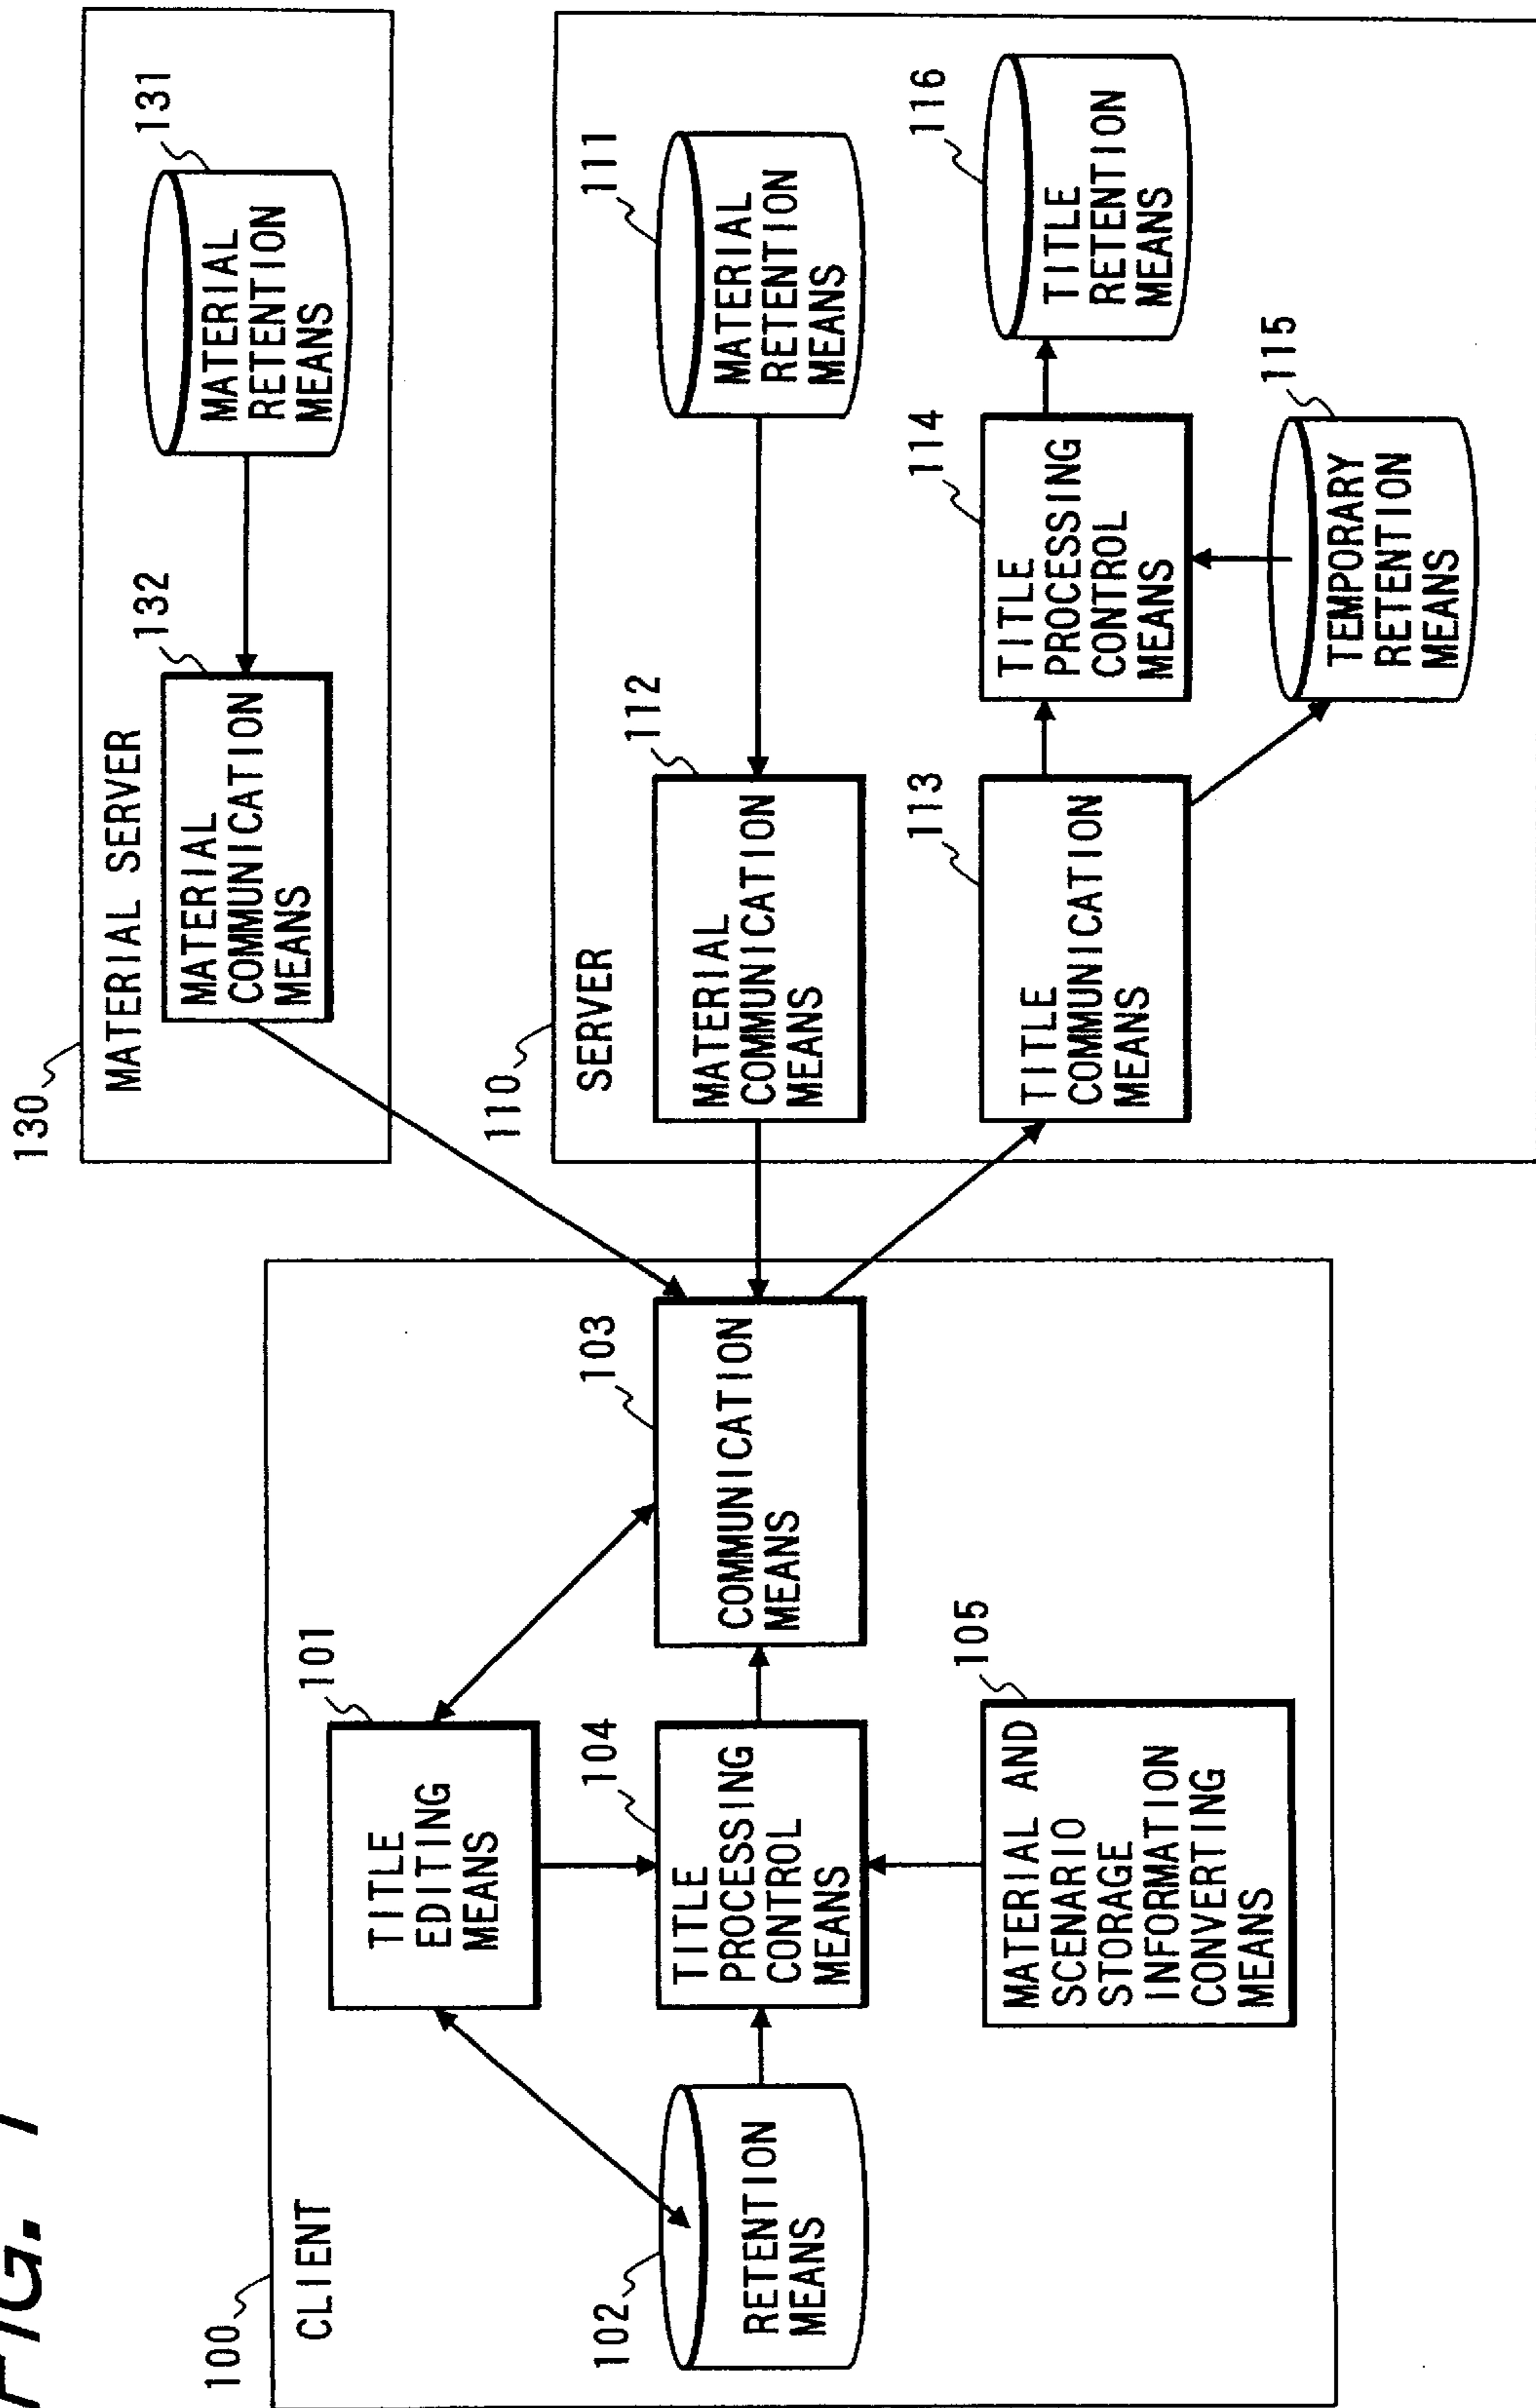 FIG. 1
130
MATERIAL SERVER
132
MATERIAL
COMMUNICATION
MEANS
131
MATERIAL
RETENTION
MEANS
100
CLIENT
101
TITLE
EDITING
MEANS
102
RETENTION
MEANS
104
TITLE
PROCESSING
CONTROL
MEANS
103
COMMUNICATION
MEANS
105
MATERIAL AND
SCENARIO
STORAGE
INFORMATION
CONVERTING
MEANS
110
SERVER
112
MATERIAL
COMMUNICATION
MEANS
111
MATERIAL
RETENTION
MEANS
113
TITLE
COMMUNICATION
MEANS
114
TITLE
PROCESSING
CONTROL
MEANS
116
TITLE
RETENTION
MEANS
115
TEMPORARY
RETENTION
MEANS